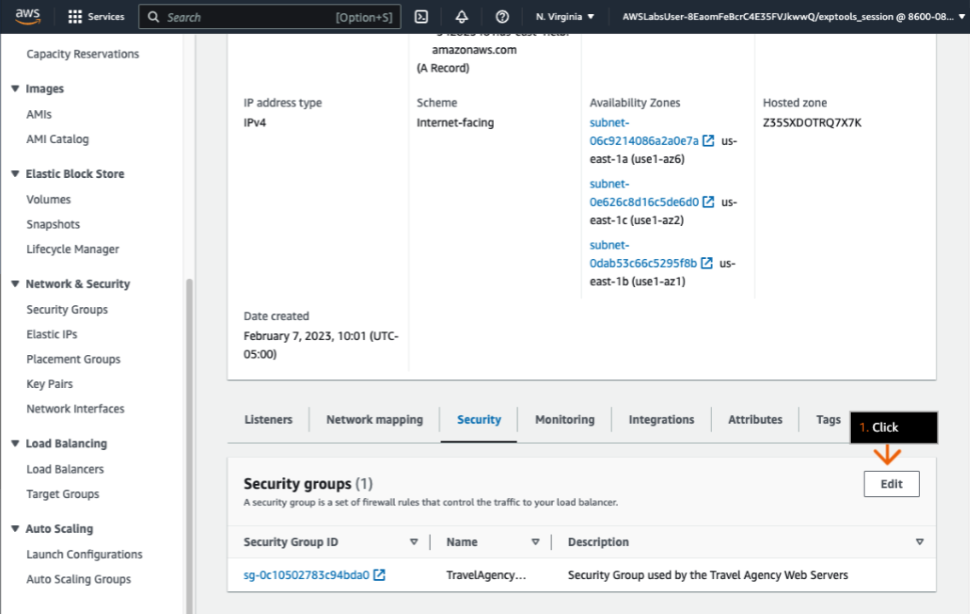 aws
Services
Search
[Option+S]
N. Virginia
AWSLabsUser-8EaomFeBcrC4E35FVJkwwQ/exptools_session @ 8600-08...
Capacity Reservations
Images
AMIs
AMI Catalog
Elastic Block Store
Volumes
Snapshots
Lifecycle Manager
Network & Security
Security Groups
Elastic IPs
Placement Groups
Key Pairs
Network Interfaces
Load Balancing
Load Balancers
Target Groups
Auto Scaling
Launch Configurations
Auto Scaling Groups
amazonaws.com
(A Record)
IP address type
IPv4
Scheme
Internet-facing
Availability Zones
subnet-
06c9214086a2a0e7a us-
east-1a (use1-az6)
subnet-
0e626c8d16c5de6d0 us-
east-1c (use1-az2)
subnet-
0dab53c66c5295f8b us-
east-1b (use1-az1)
Hosted zone
Z35SXDOTRQ7X7K
Date created
February 7, 2023, 10:01 (UTC-
05:00)
Listeners
Network mapping
Security
Monitoring
Integrations
Attributes
Tags
1. Click
Security groups (1)
A security group is a set of firewall rules that control the traffic to your load balancer.
Edit
Security Group ID
Name
Description
sg-0c10502783c94bda0
TravelAgency...
Security Group used by the Travel Agency Web Servers